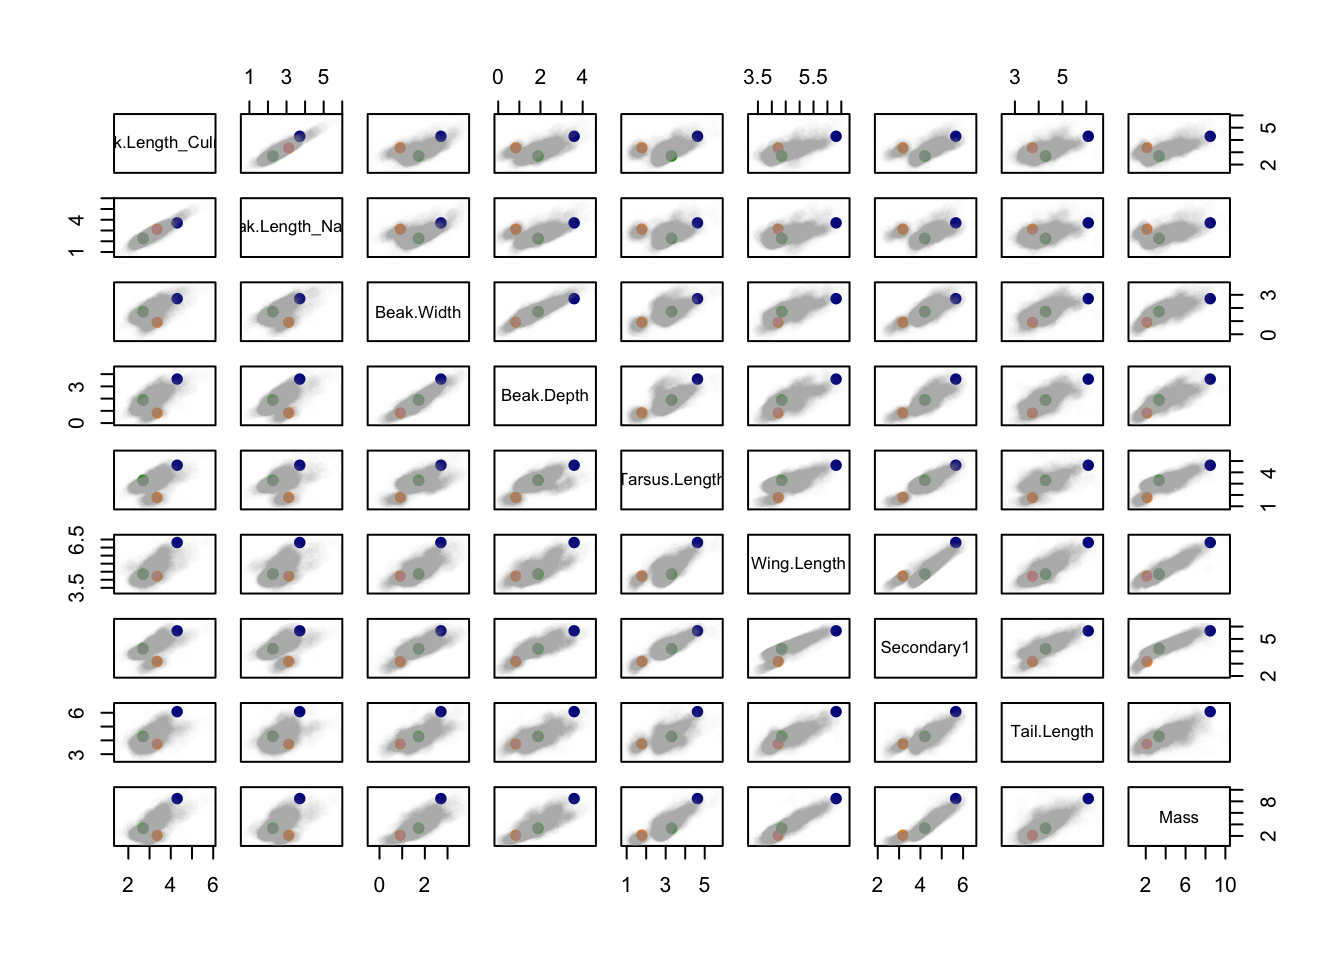 1 3 5 0 2 4 3.5 5.5 3 5
k.Length_Cul 2 5
1 4 ak.Length_Na
Beak.Width 0 3
0 3 Beak.Depth
Tarsus.Length 1 4
3.5 6.5 Wing.Length
Secondary1 2 5
3 6 Tail.Length
Mass 2 8
2 4 6 0 2 1 3 5 2 4 6 2 6 10